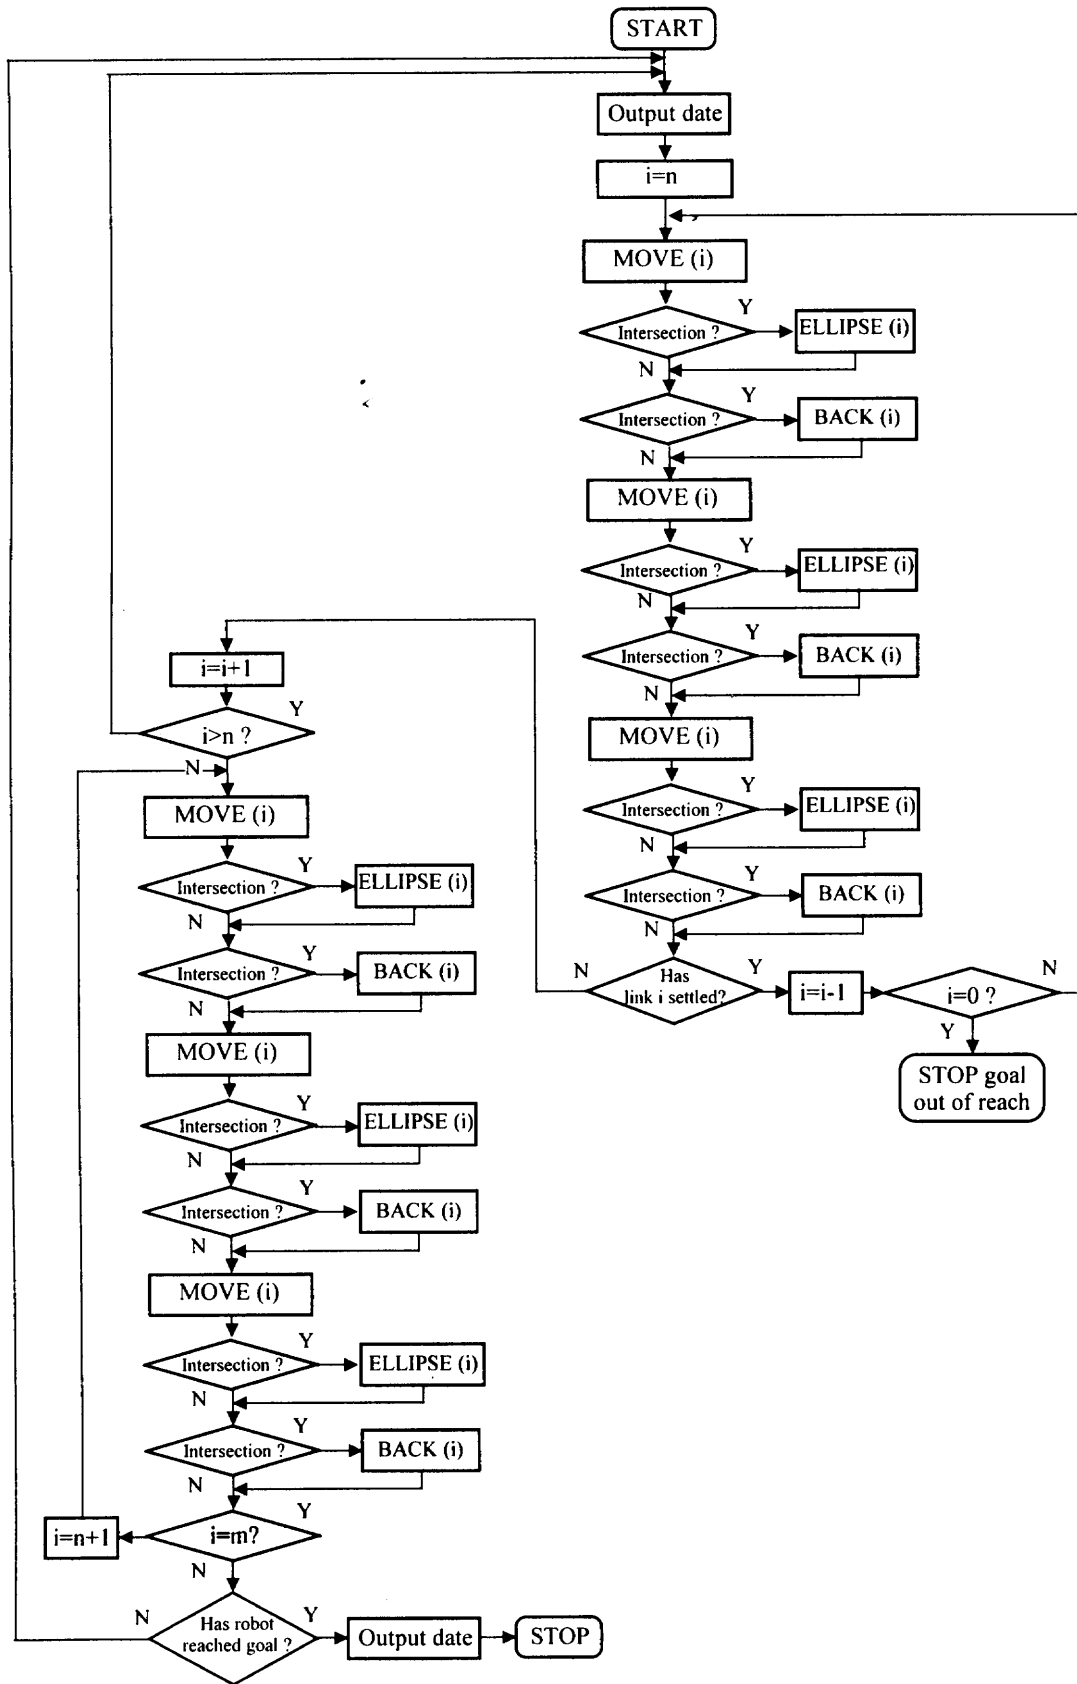 START
Output date
i=n
MOVE (i)
Intersection ?
Y
ELLIPSE (i)
N
Intersection ?
Y
BACK (i)
N
MOVE (i)
Intersection ?
Y
ELLIPSE (i)
N
Intersection ?
Y
BACK (i)
N
MOVE (i)
Intersection ?
Y
ELLIPSE (i)
N
Intersection ?
Y
BACK (i)
N
Has
link i settled?
N
Y
i=i-1
i=0 ?
N
Y
STOP goal
out of reach
i=i+1
i>n ?
Y
N
MOVE (i)
Intersection ?
Y
ELLIPSE (i)
N
Intersection ?
Y
BACK (i)
N
MOVE (i)
Intersection ?
Y
ELLIPSE (i)
N
Intersection ?
Y
BACK (i)
N
MOVE (i)
Intersection ?
Y
ELLIPSE (i)
N
Intersection ?
Y
BACK (i)
N
i=m?
Y
i=n+1
N
Has robot
reached goal ?
N
Y
Output date
STOP